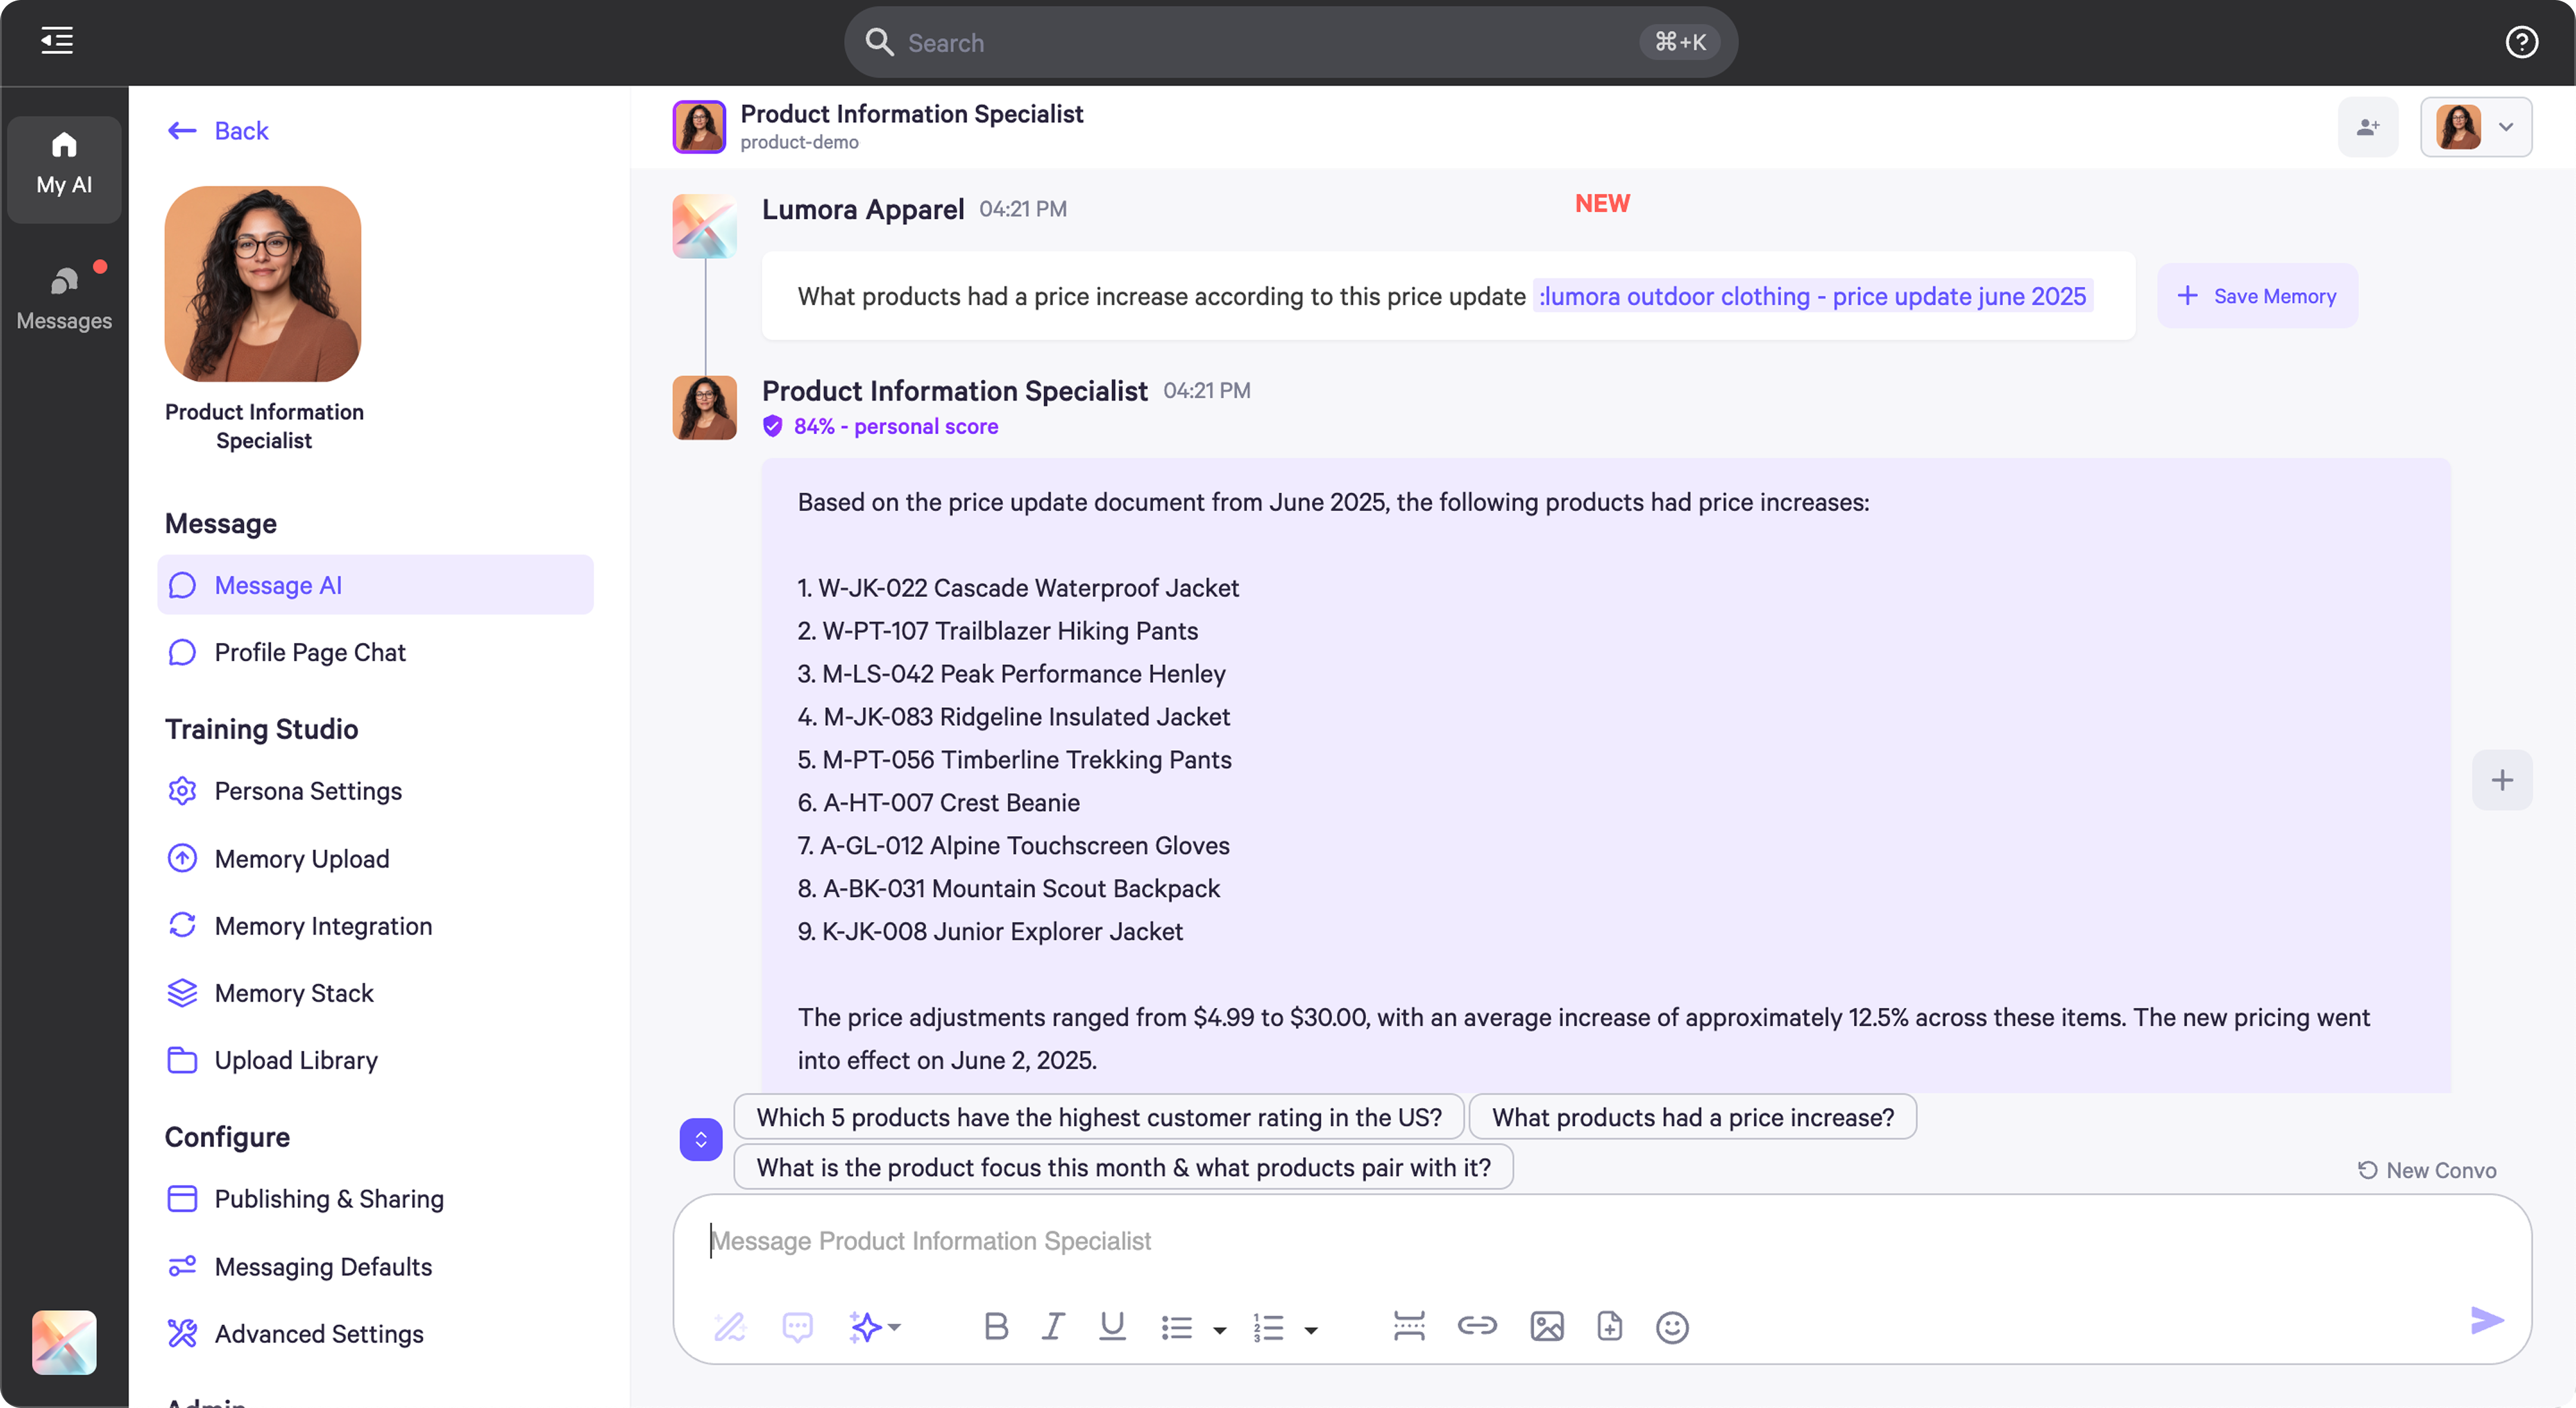 Search
⌘+K
My AI
Messages
Back
Product Information
Specialist
Message
Message AI
Profile Page Chat
Training Studio
Persona Settings
Memory Upload
Memory Integration
Memory Stack
Upload Library
Configure
Publishing & Sharing
Messaging Defaults
Advanced Settings
Admin
Product Information Specialist
product-demo
NEW
Lumora Apparel 04:21 PM
What products had a price increase according to this price update :lumora outdoor clothing - price update june 2025
+ Save Memory
Product Information Specialist 04:21 PM
84% - personal score
Based on the price update document from June 2025, the following products had price increases:
1. W-JK-022 Cascade Waterproof Jacket
2. W-PT-107 Trailblazer Hiking Pants
3. M-LS-042 Peak Performance Henley
4. M-JK-083 Ridgeline Insulated Jacket
5. M-PT-056 Timberline Trekking Pants
6. A-HT-007 Crest Beanie
7. A-GL-012 Alpine Touchscreen Gloves
8. A-BK-031 Mountain Scout Backpack
9. K-JK-008 Junior Explorer Jacket
The price adjustments ranged from $4.99 to $30.00, with an average increase of approximately 12.5% across these items. The new pricing went
into effect on June 2, 2025.
Which 5 products have the highest customer rating in the US?
What products had a price increase?
What is the product focus this month & what products pair with it?
New Convo
Message Product Information Specialist